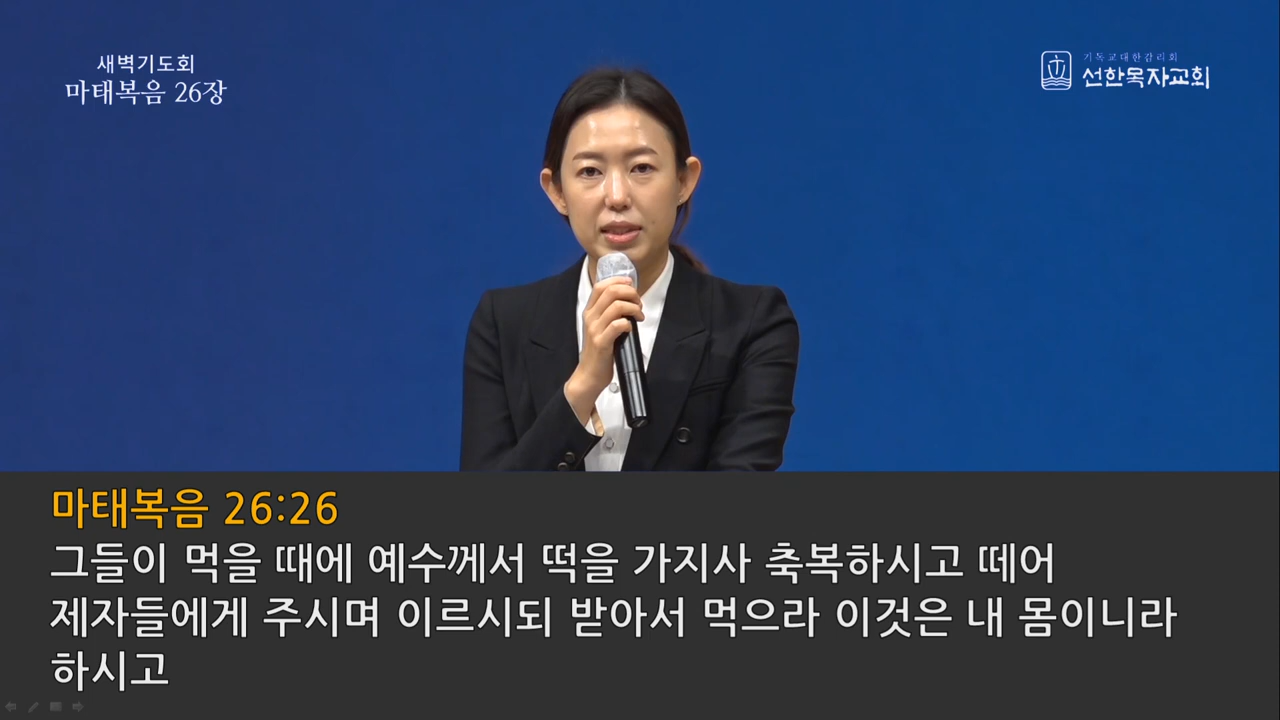 새벽기도회
마태복음 26장
기독교대한감리회
선한목자교회
마태복음 26:26
그들이 먹을 때에 예수께서 떡을 가지사 축복하시고 떼어
제자들에게 주시며 이르시되 받아서 먹으라 이것은 내 몸이니라
하시고